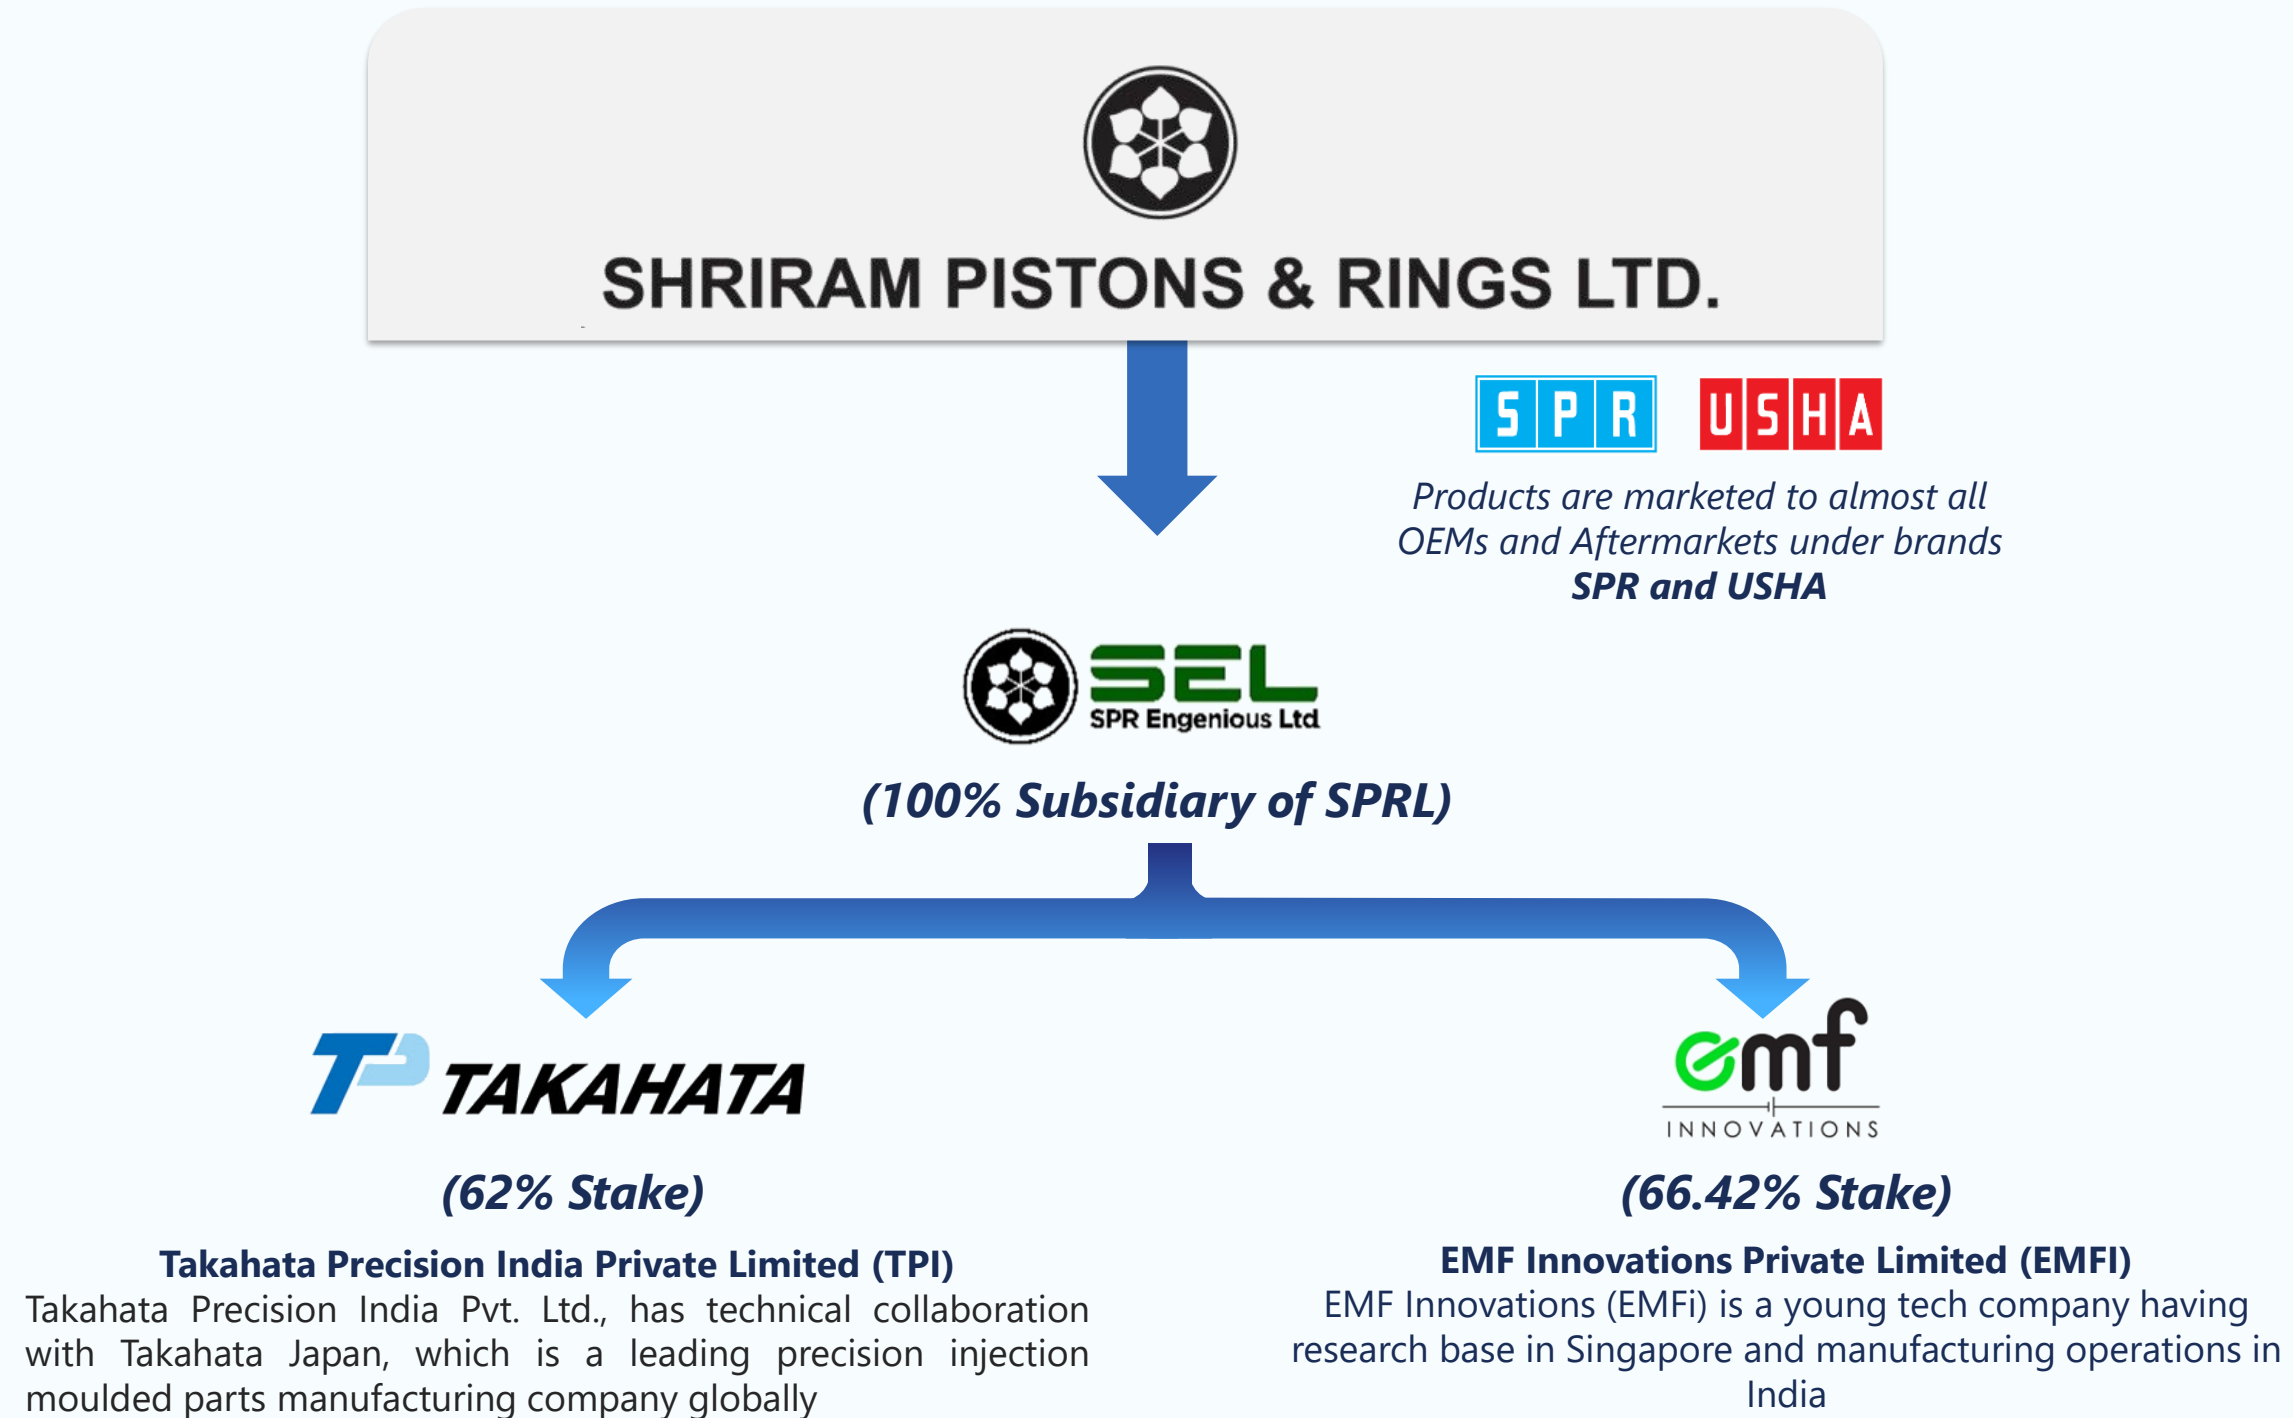 SHRIRAM PISTONS & RINGS LTD.
SPR USHA
Products are marketed to almost all
OEMs and Aftermarkets under brands
SPR and USHA
SEL
SPR Engenious Ltd
(100% Subsidiary of SPRL)
TP TAKAHATA
(62% Stake)
Takahata Precision India Private Limited (TPI)
Takahata Precision India Pvt. Ltd., has technical collaboration
with Takahata Japan, which is a leading precision injection
moulded parts manufacturing company globally
emf
INNOVATIONS
(66.42% Stake)
EMF Innovations Private Limited (EMFI)
EMF Innovations (EMFi) is a young tech company having
research base in Singapore and manufacturing operations in
India